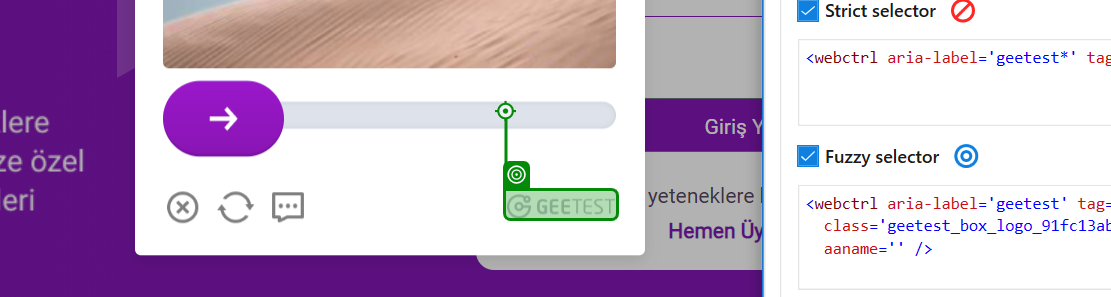 Strict selector
<webctrl aria-label='geetest*' tag
Giriş Y
lere
ze özel
leri
Fuzzy selector
yeteneklere
GEETEST
Hemen Üy
<webctrl aria-label='geetest' tag=
class='geetest_box_logo_91fc13ab
aaname='' />